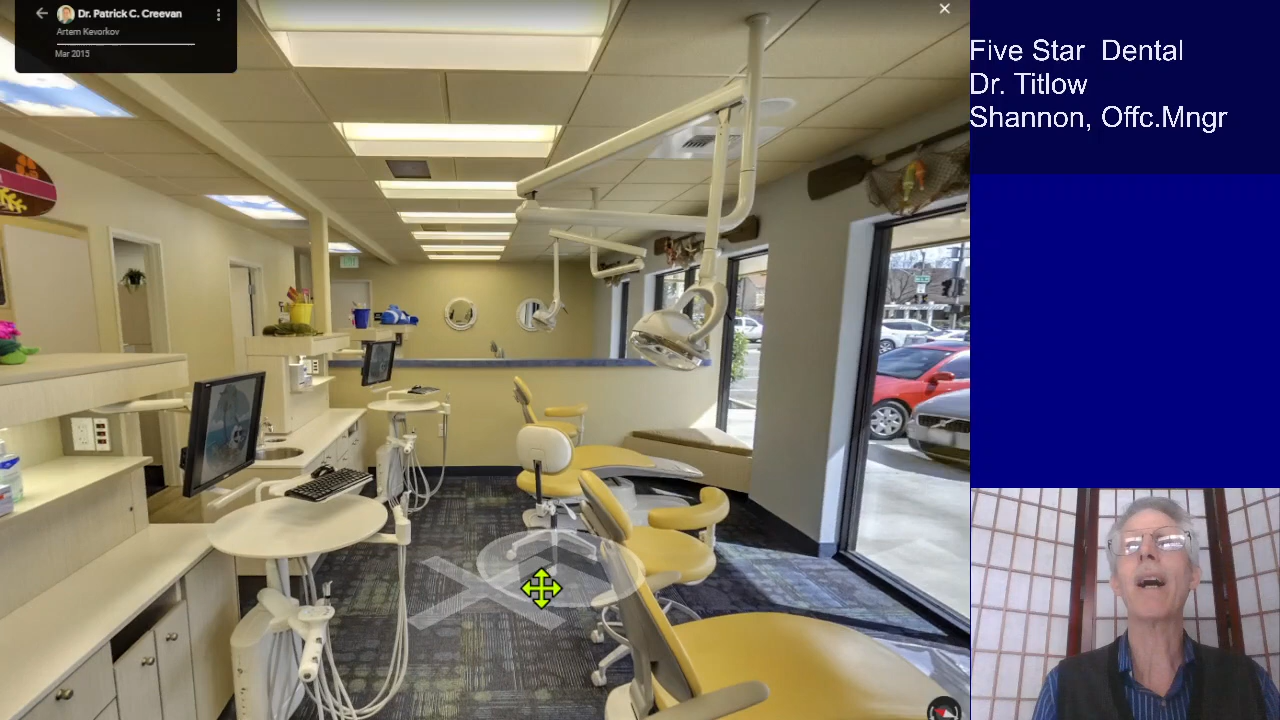 Dr. Patrick C. Creevan
Artem Kevorkov
Mar 2015
Five Star Dental
Dr. Titlow
Shannon, Offc.Mngr